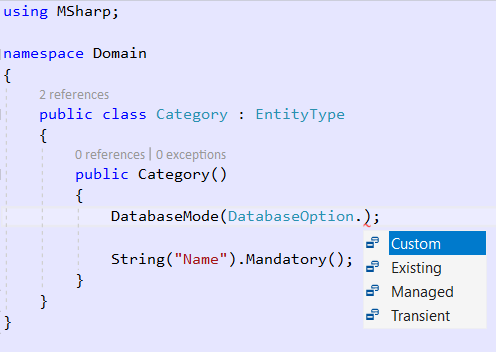 using MSharp;
namespace Domain
{
2 references
public class Category : EntityType
{
0 references | 0 exceptions
public Category()
{
DatabaseMode(DatabaseOption.);
Custom
String("Name").Mandatory();
Existing
}
Managed
}
Transient
}